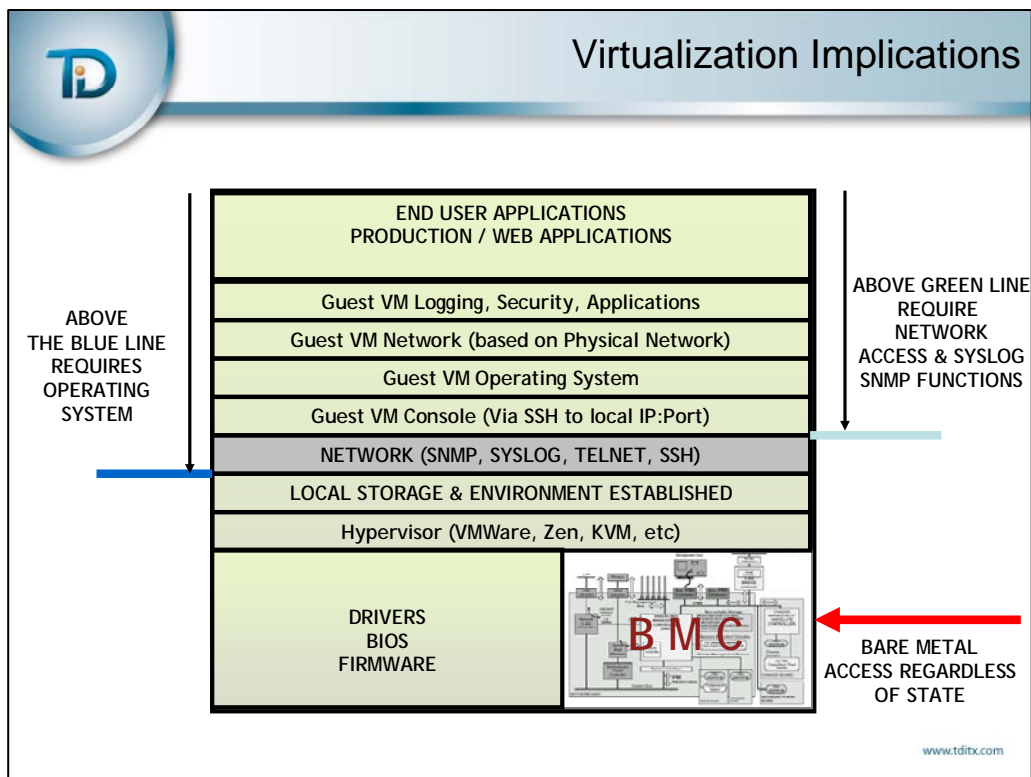 TiD
Virtualization Implications
END USER APPLICATIONS
PRODUCTION / WEB APPLICATIONS
Guest VM Logging, Security, Applications
Guest VM Network (based on Physical Network)
Guest VM Operating System
Guest VM Console (Via SSH to local IP:Port)
NETWORK (SNMP, SYSLOG, TELNET, SSH)
LOCAL STORAGE & ENVIRONMENT ESTABLISHED
Hypervisor (VMWare, Zen, KVM, etc)
DRIVERS
BIOS
FIRMWARE
BMC
ABOVE
THE BLUE LINE
REQUIRES
OPERATING
SYSTEM
ABOVE GREEN LINE
REQUIRE
NETWORK
ACCESS & SYSLOG
SNMP FUNCTIONS
BARE METAL
ACCESS REGARDLESS
OF STATE
www.tditx.com